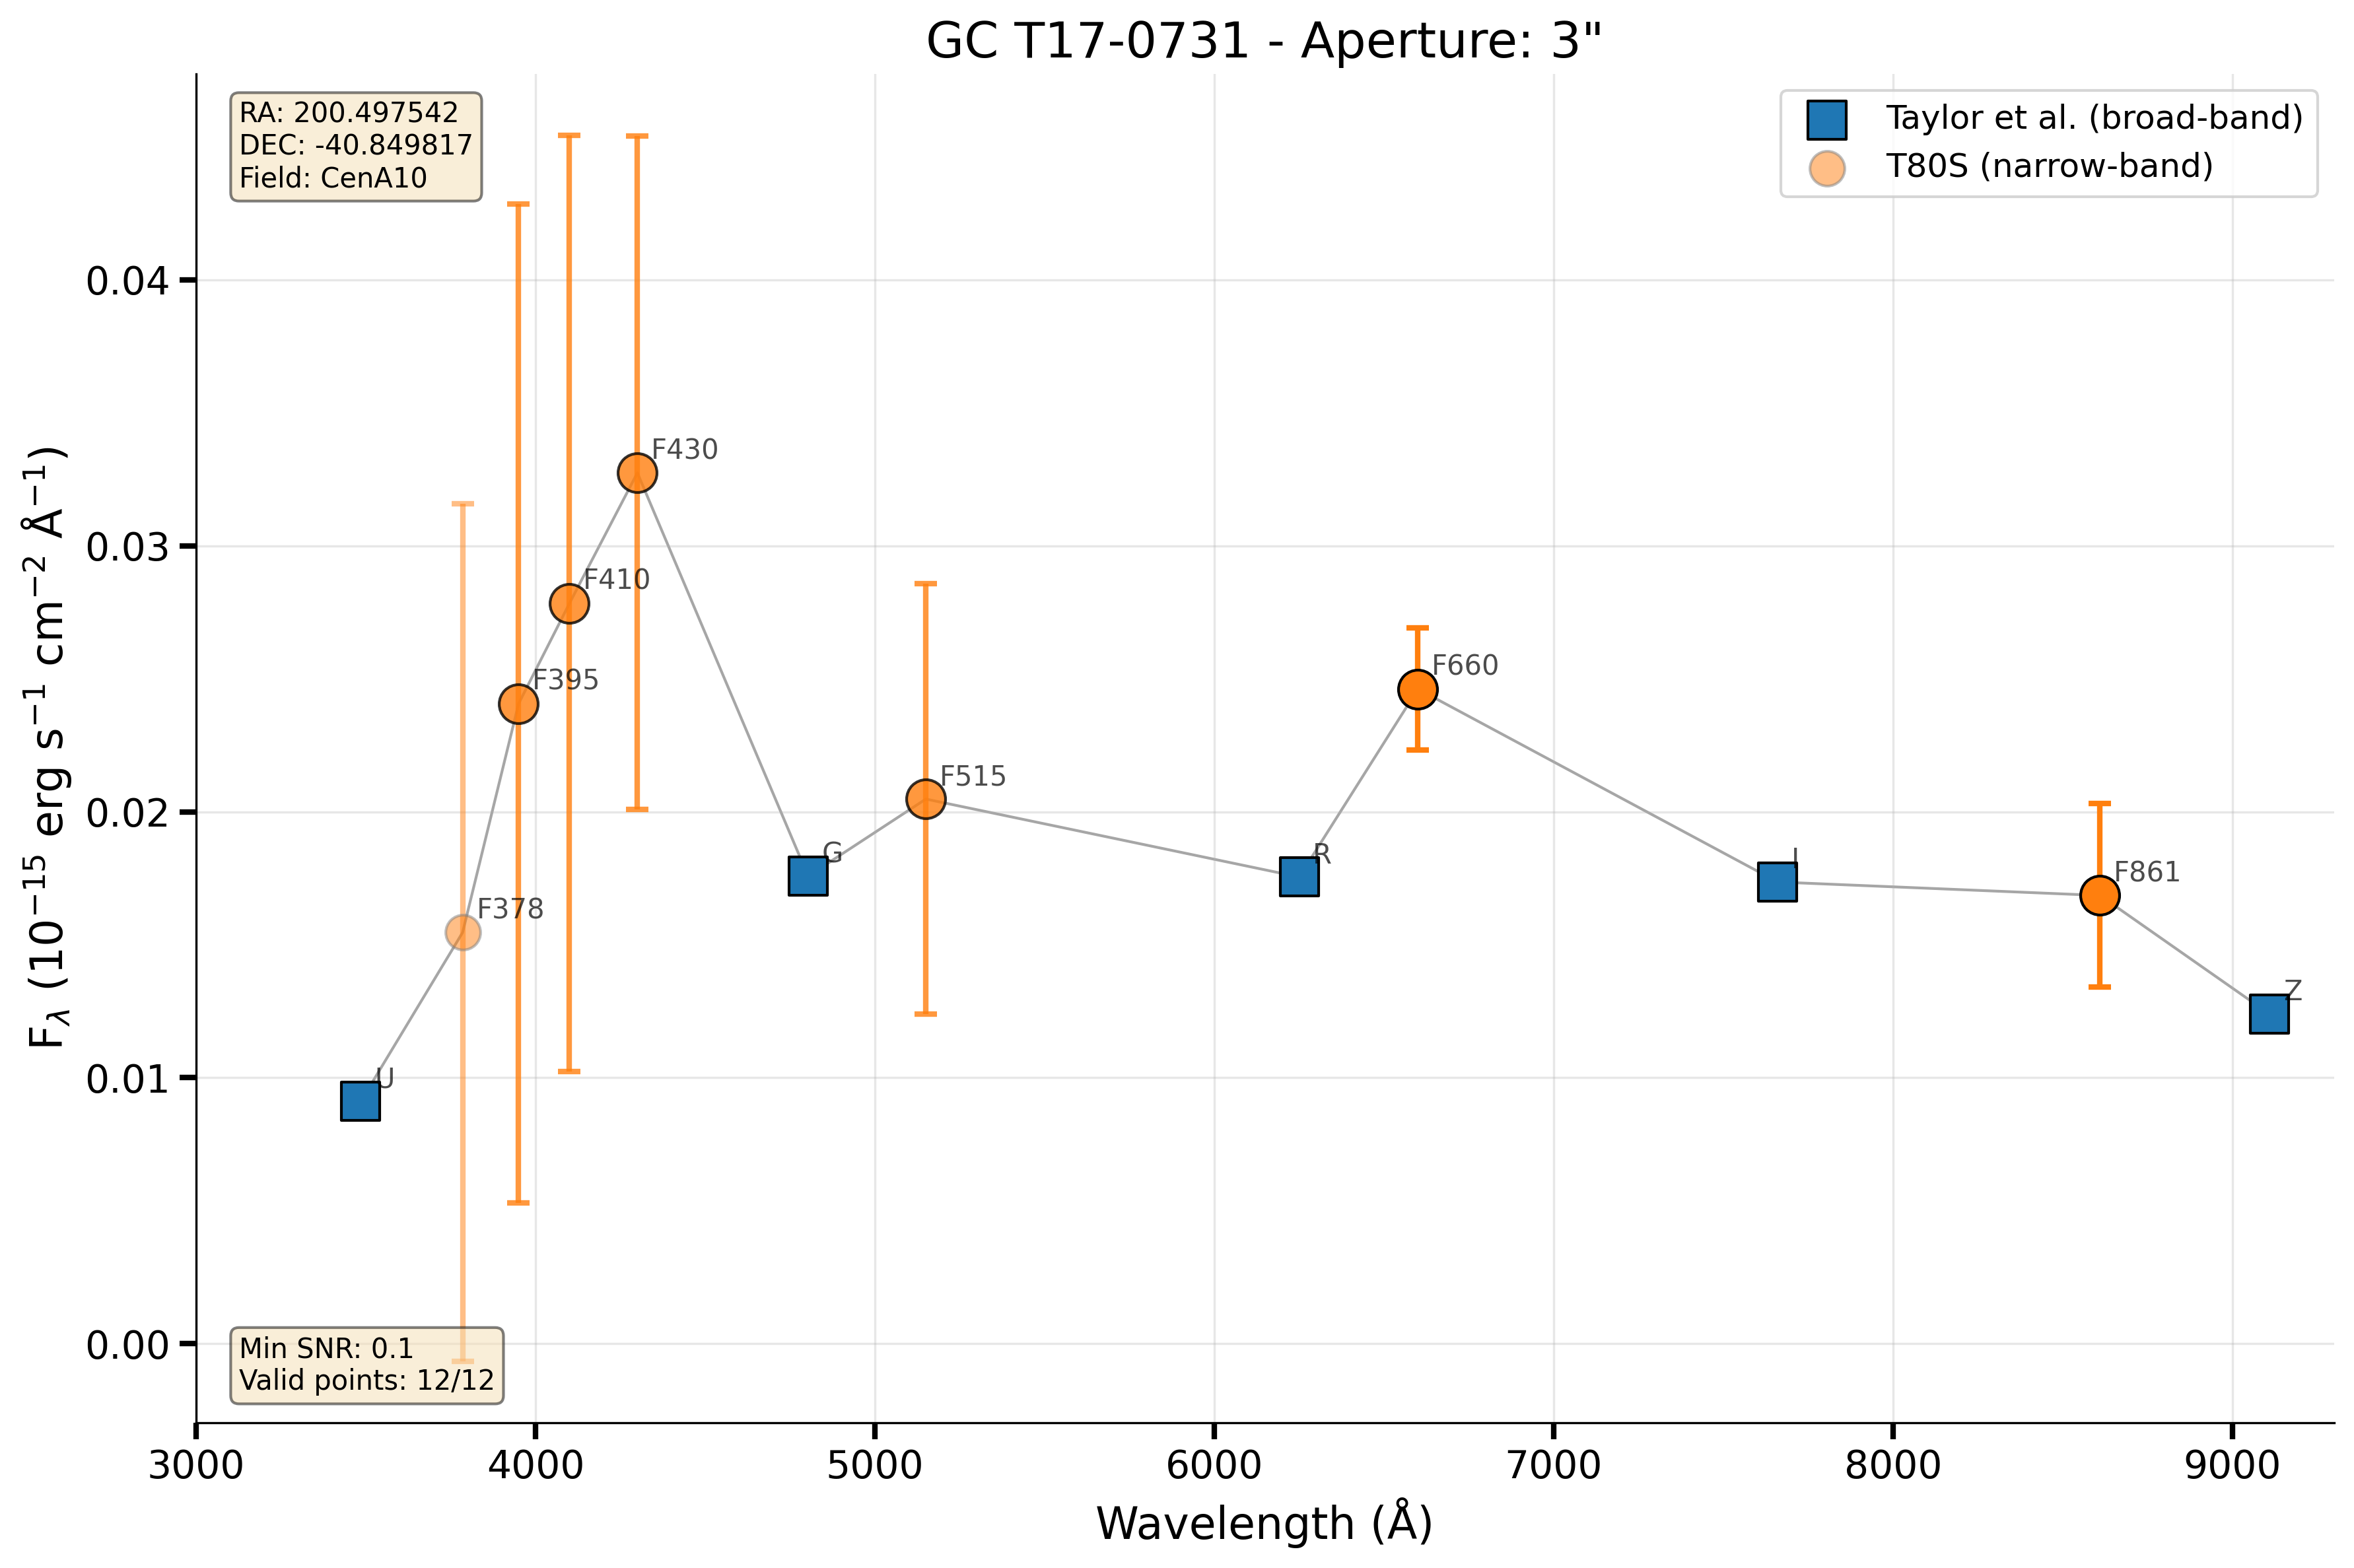 GC T17-0731 - Aperture: 3"
RA: 200.497542
DEC: -40.849817
Field: CenA10
Taylor et al. (broad-band)
T80S (narrow-band)
F430
F410
F395
F378
U
G
F515
R
F660
I
F861
Z
Min SNR: 0.1
Valid points: 12/12
0.04
0.03
0.02
0.01
0.00
F_λ (10⁻¹⁵ erg s⁻¹ cm⁻² Å⁻¹)
3000 4000 5000 6000 7000 8000 9000
Wavelength (Å)